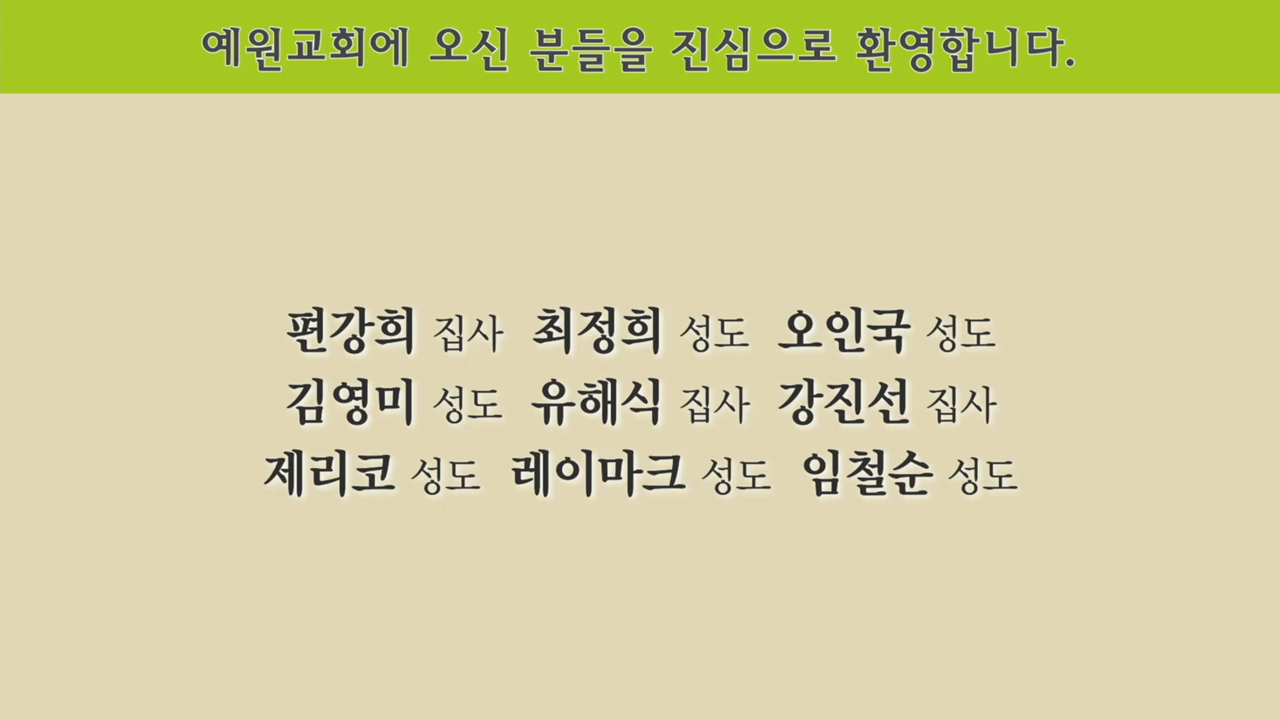 예원교회에 오신 분들을 진심으로 환영합니다.
편강희 집사 최정희 성도 오인국 성도
김영미 성도 유해식 집사 강진선 집사
제리코 성도 레이마크 성도 임철순 성도